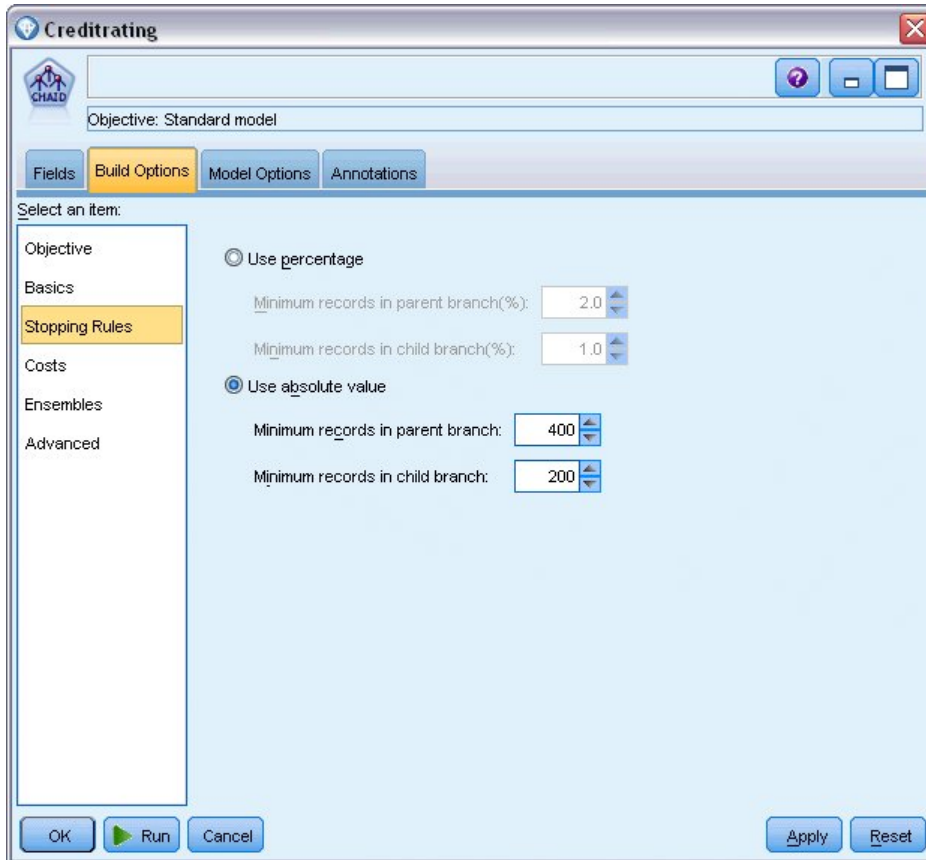 Creditrating
CHAID
Objective: Standard model
Fields Build Options Model Options Annotations
Select an item:
Objective
Basics
Stopping Rules
Costs
Ensembles
Advanced
Use percentage
Minimum records in parent branch(%): 2.0
Minimum records in child branch(%): 1.0
Use absolute value
Minimum records in parent branch: 400
Minimum records in child branch: 200
OK Run Cancel Apply Reset